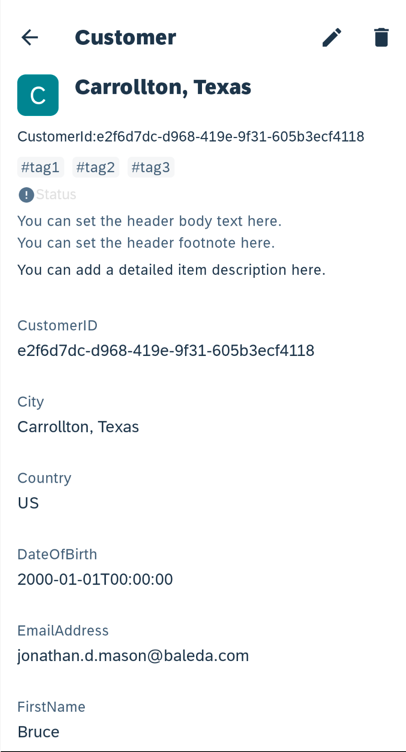 Customer
C
Carrollton, Texas
CustomerId:e2f6d7dc-d968-419e-9f31-605b3ecf4118
#tag1 #tag2 #tag3
Status
You can set the header body text here.
You can set the header footnote here.
You can add a detailed item description here.
CustomerID
e2f6d7dc-d968-419e-9f31-605b3ecf4118
City
Carrollton, Texas
Country
US
DateOfBirth
2000-01-01T00:00:00
EmailAddress
jonathan.d.mason@baleda.com
FirstName
Bruce